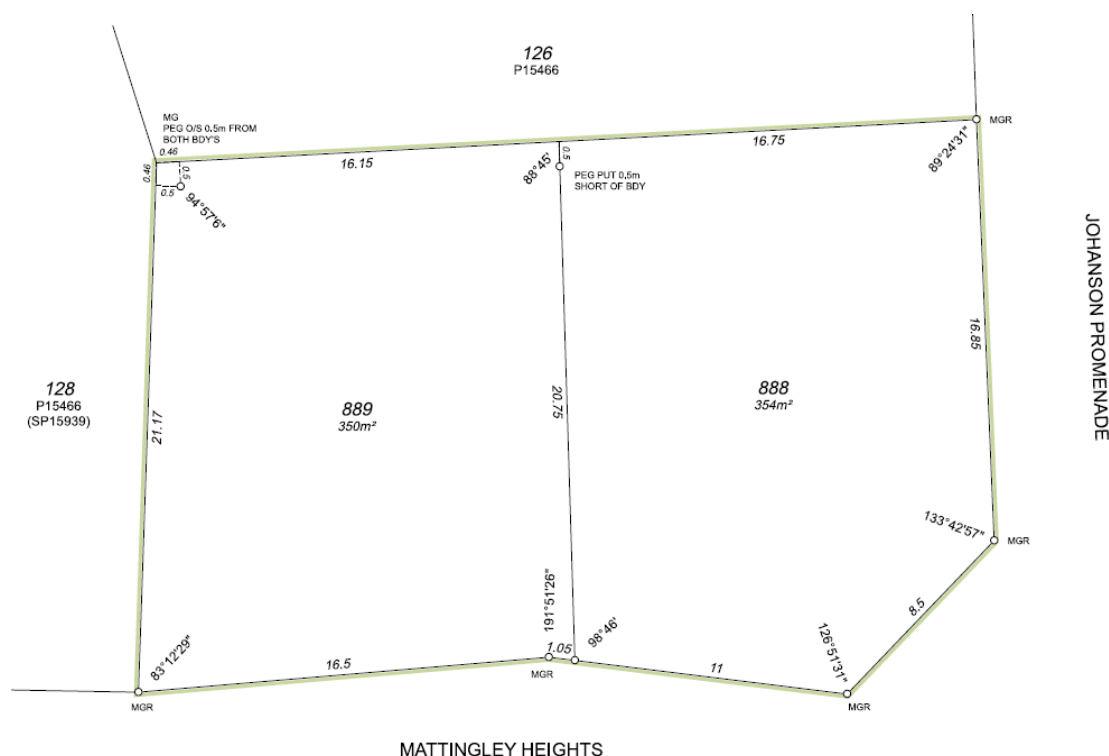 126
P15466
MG
PEG O/S 0.5m FROM
BOTH BDY'S
0.46
0.46
0.5
0.5
94°57'6"
16.15
88°45'
0.5
PEG PUT 0.5m
SHORT OF BDY
16.75
MGR
89°24'31"
JOHANSON PROMENADE
16.85
128
P15466
(SP15939)
21.17
889
350m²
20.75
888
354m²
133°42'57"
MGR
8.5
126°51'31"
191°51'26"
1.05
98°46'
11
MGR
83°12'29"
16.5
MGR
MGR
MATTINGLEY HEIGHTS